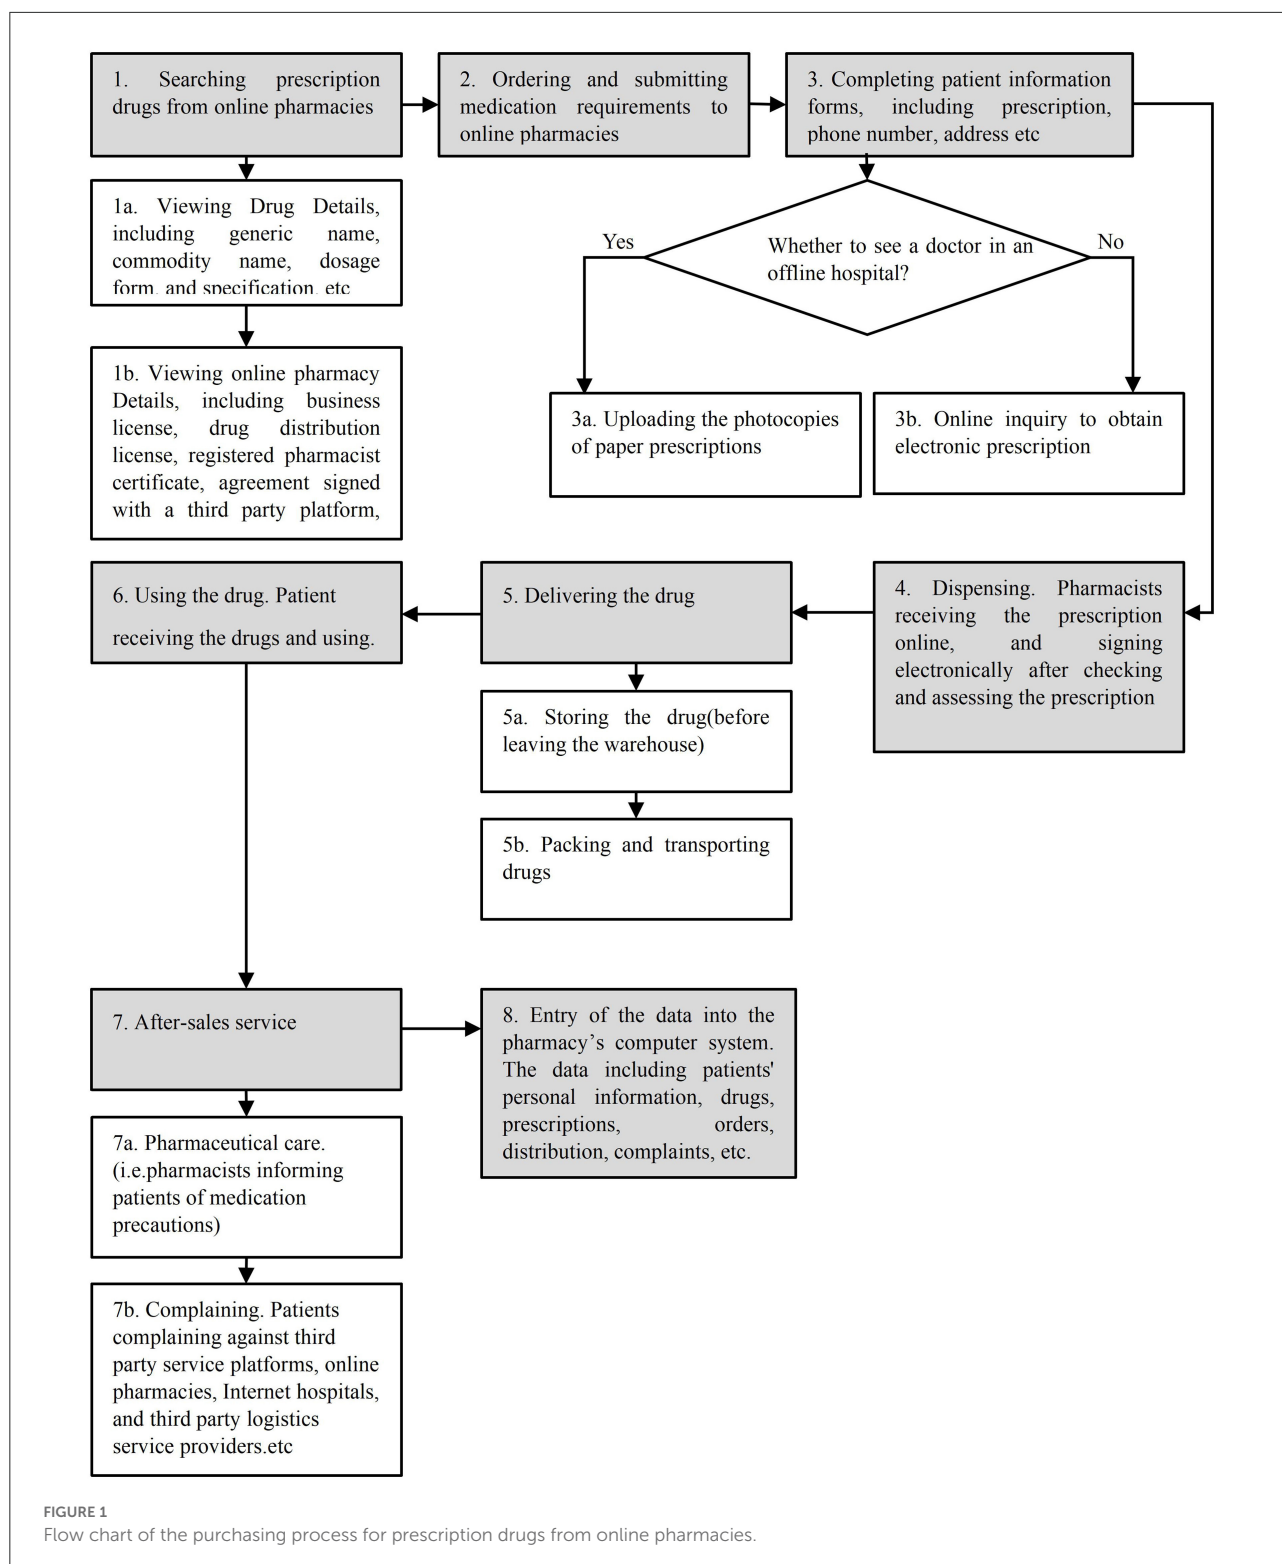 1. Searching prescription
drugs from online pharmacies
2. Ordering and submitting
medication requirements to
online pharmacies
3. Completing patient information
forms, including prescription,
phone number, address etc
1a. Viewing Drug Details,
including generic name,
commodity name, dosage
form, and specification, etc
Yes
Whether to see a doctor in an
offline hospital?
No
1b. Viewing online pharmacy
Details, including business
license, drug distribution
license, registered pharmacist
certificate, agreement signed
with a third party platform,
3a. Uploading the photocopies
of paper prescriptions
3b. Online inquiry to obtain
electronic prescription
4. Dispensing. Pharmacists
receiving the prescription
online, and signing
electronically after checking
and assessing the prescription
5. Delivering the drug
6. Using the drug. Patient
receiving the drugs and using.
5a. Storing the drug(before
leaving the warehouse)
5b. Packing and transporting
drugs
7. After-sales service
8. Entry of the data into the
pharmacy’s computer system.
The data including patients'
personal information, drugs,
prescriptions, orders,
distribution, complaints, etc.
7a. Pharmaceutical care.
(i.e.pharmacists informing
patients of medication
precautions)
7b. Complaining. Patients
complaining against third
party service platforms, online
pharmacies, Internet hospitals,
and third party logistics
service providers.etc
FIGURE 1
Flow chart of the purchasing process for prescription drugs from online pharmacies.